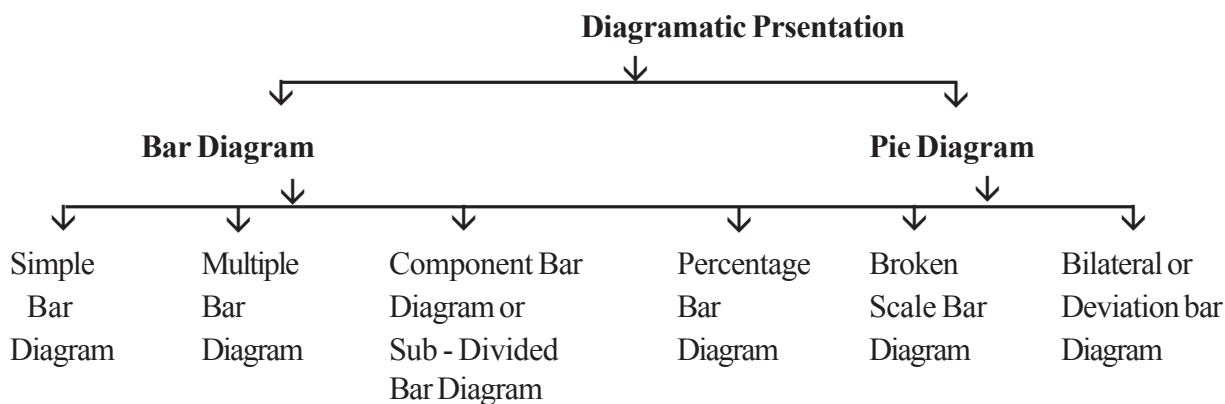 Diagramatic Prsentation
Bar Diagram
Pie Diagram
Simple
Bar
Diagram
Multiple
Bar
Diagram
Component Bar
Diagram or
Sub - Divided
Bar Diagram
Percentage
Bar
Diagram
Broken
Scale Bar
Diagram
Bilateral or
Deviation bar
Diagram